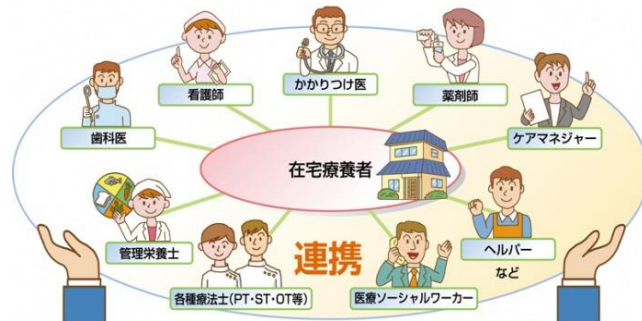 かかりつけ医
看護師
薬剤師
歯科医
ケアマネジャー
在宅療養者
管理栄養士
ヘルパー
など
連携
各種療法士(PT・ST・OT等)
医療ソーシャルワーカー